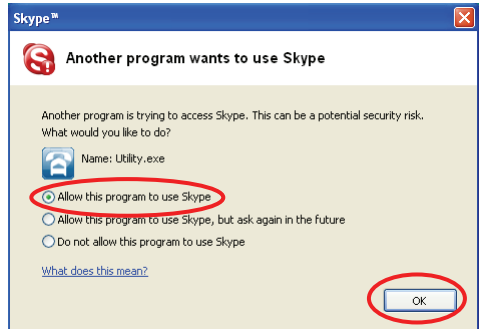 Skype™
Another program wants to use Skype
Another program is trying to access Skype. This can be a potential security risk.
What would you like to do?
Name: Utility.exe
Allow this program to use Skype
Allow this program to use Skype, but ask again in the future
Do not allow this program to use Skype
What does this mean?
OK